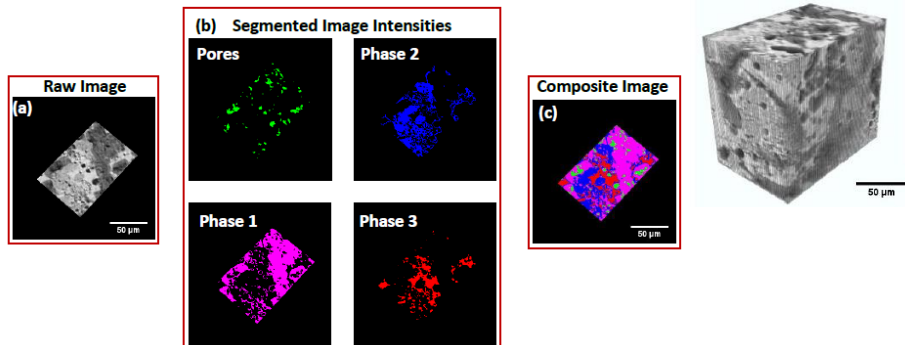 Raw Image
(a)
50 µm
(b) Segmented Image Intensities
Pores
Phase 2
Phase 1
Phase 3
Composite Image
(c)
50 µm
50 µm